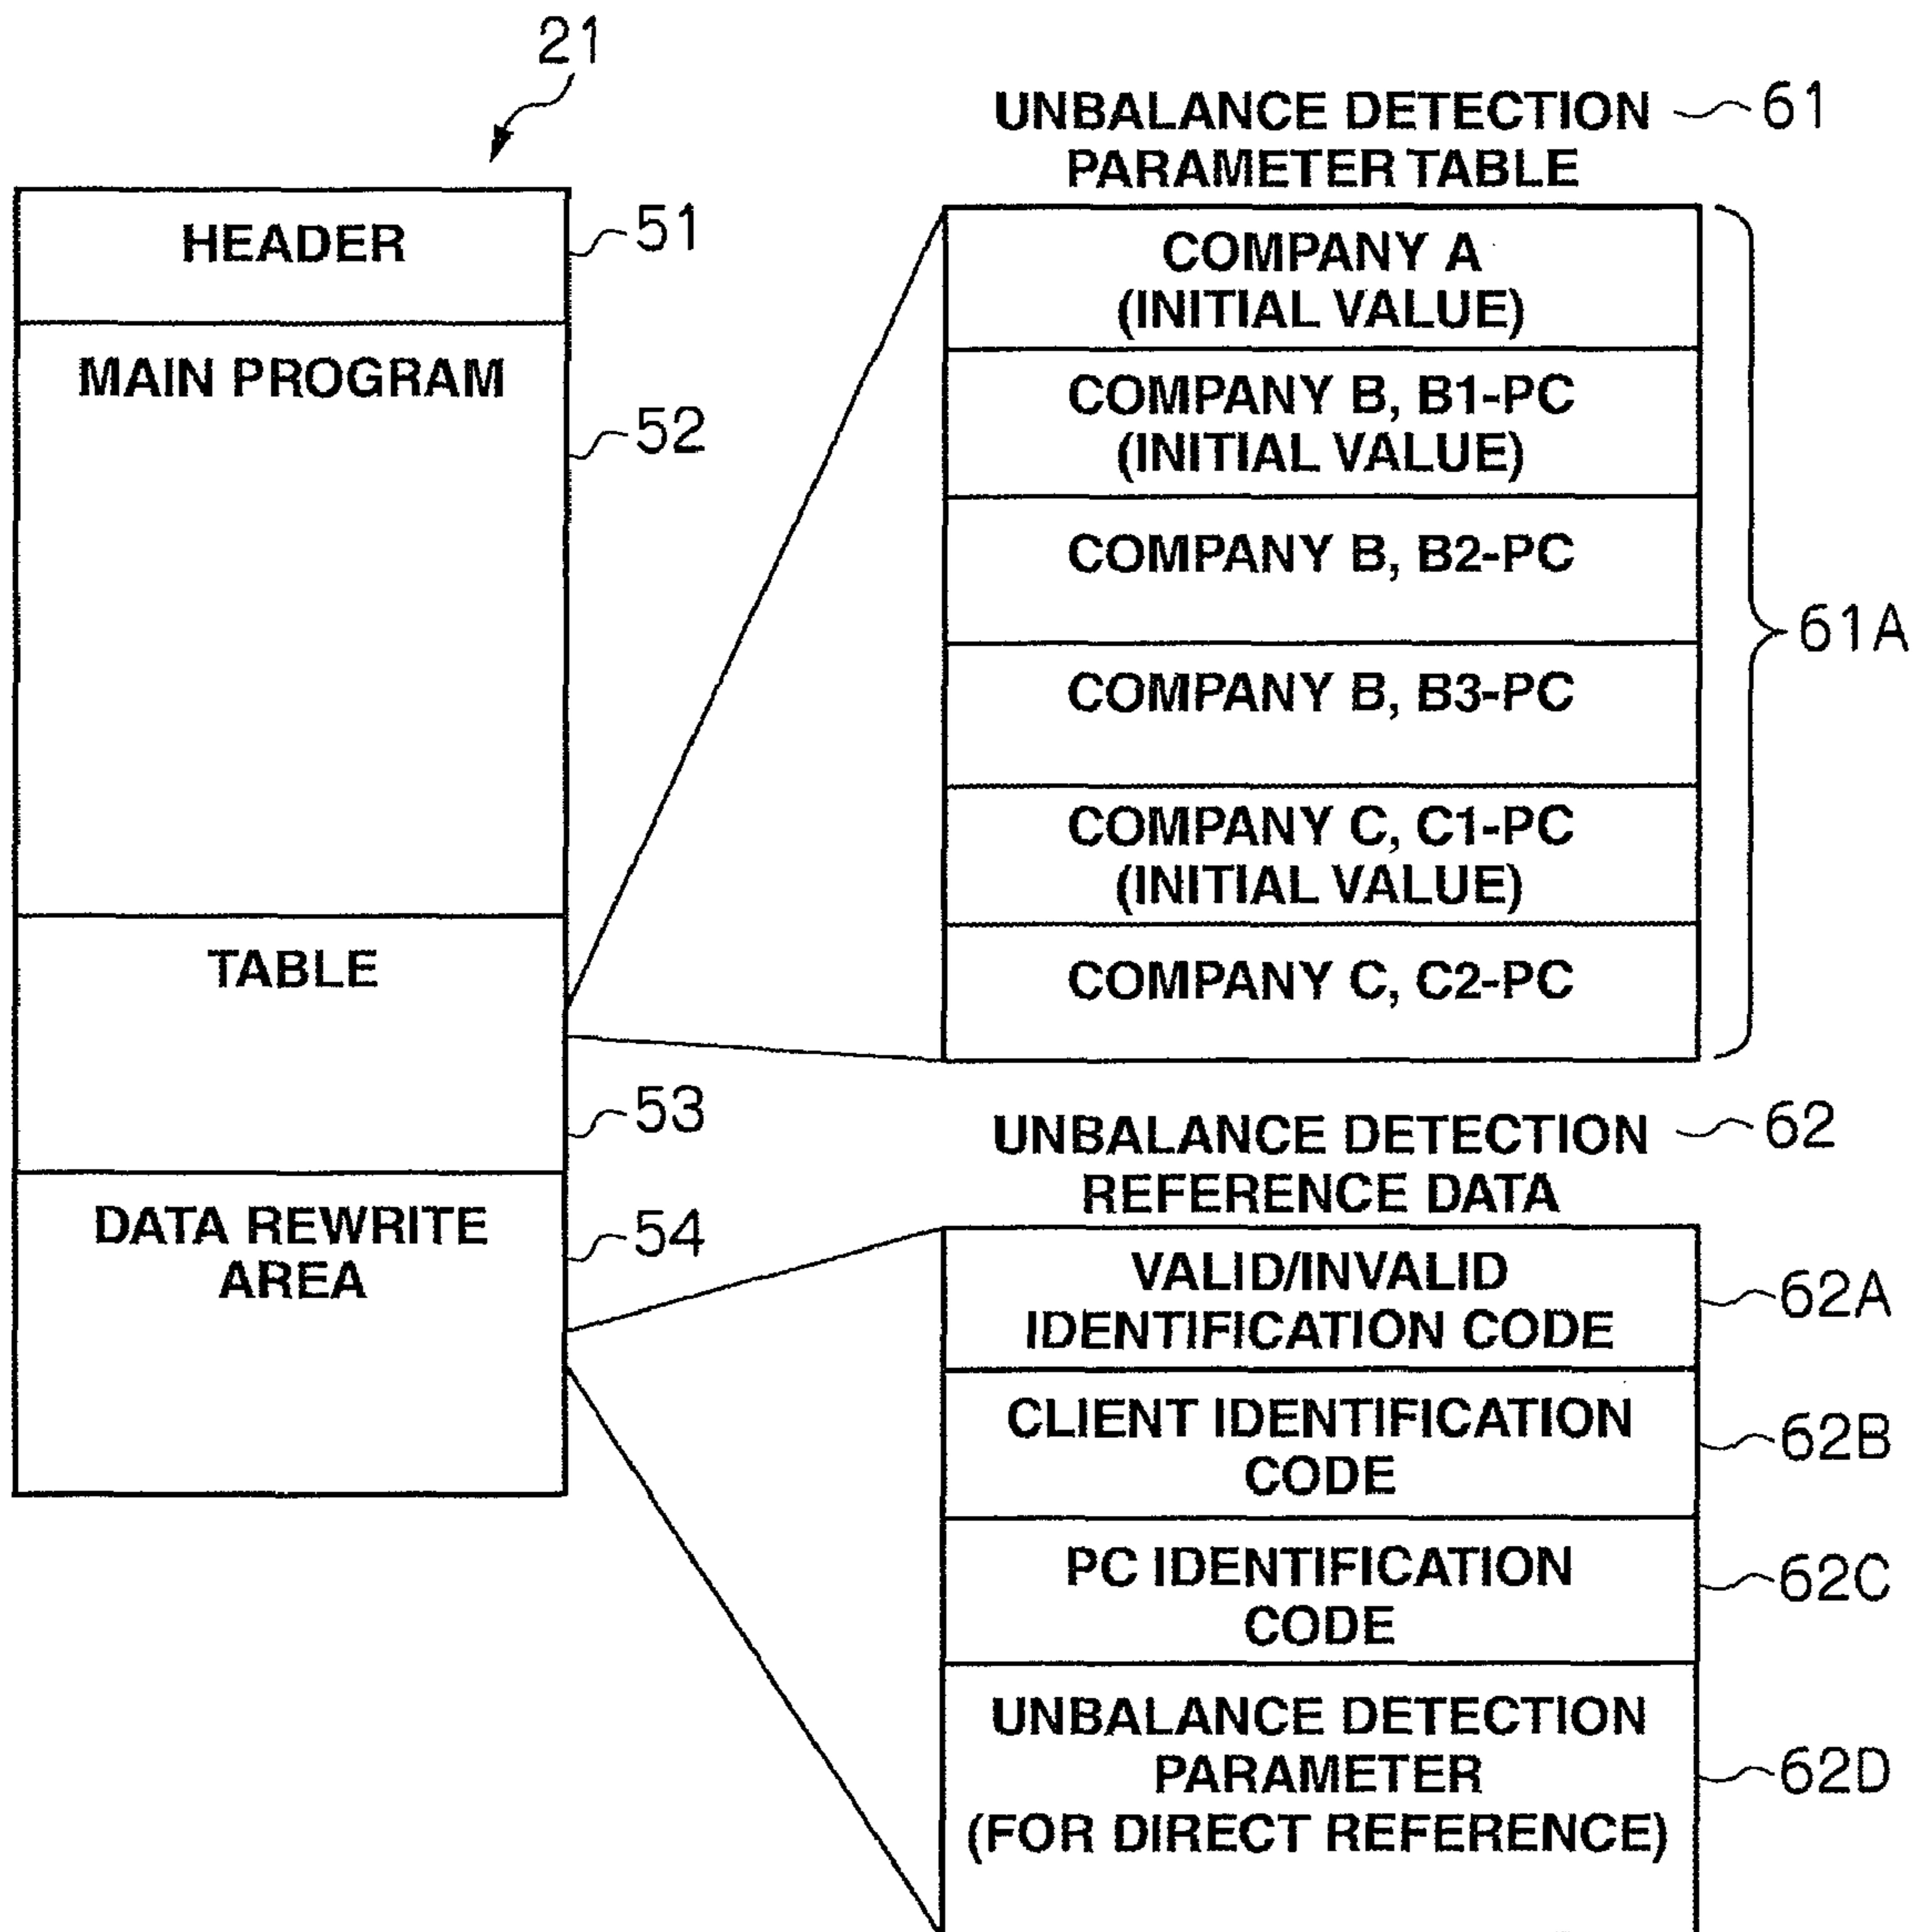 21
HEADER
51
MAIN PROGRAM
52
TABLE
53
DATA REWRITE
AREA
54
UNBALANCE DETECTION
PARAMETER TABLE
61
COMPANY A
(INITIAL VALUE)
COMPANY B, B1-PC
(INITIAL VALUE)
COMPANY B, B2-PC
COMPANY B, B3-PC
COMPANY C, C1-PC
(INITIAL VALUE)
COMPANY C, C2-PC
61A
UNBALANCE DETECTION
REFERENCE DATA
62
VALID/INVALID
IDENTIFICATION CODE
62A
CLIENT IDENTIFICATION
CODE
62B
PC IDENTIFICATION
CODE
62C
UNBALANCE DETECTION
PARAMETER
(FOR DIRECT REFERENCE)
62D